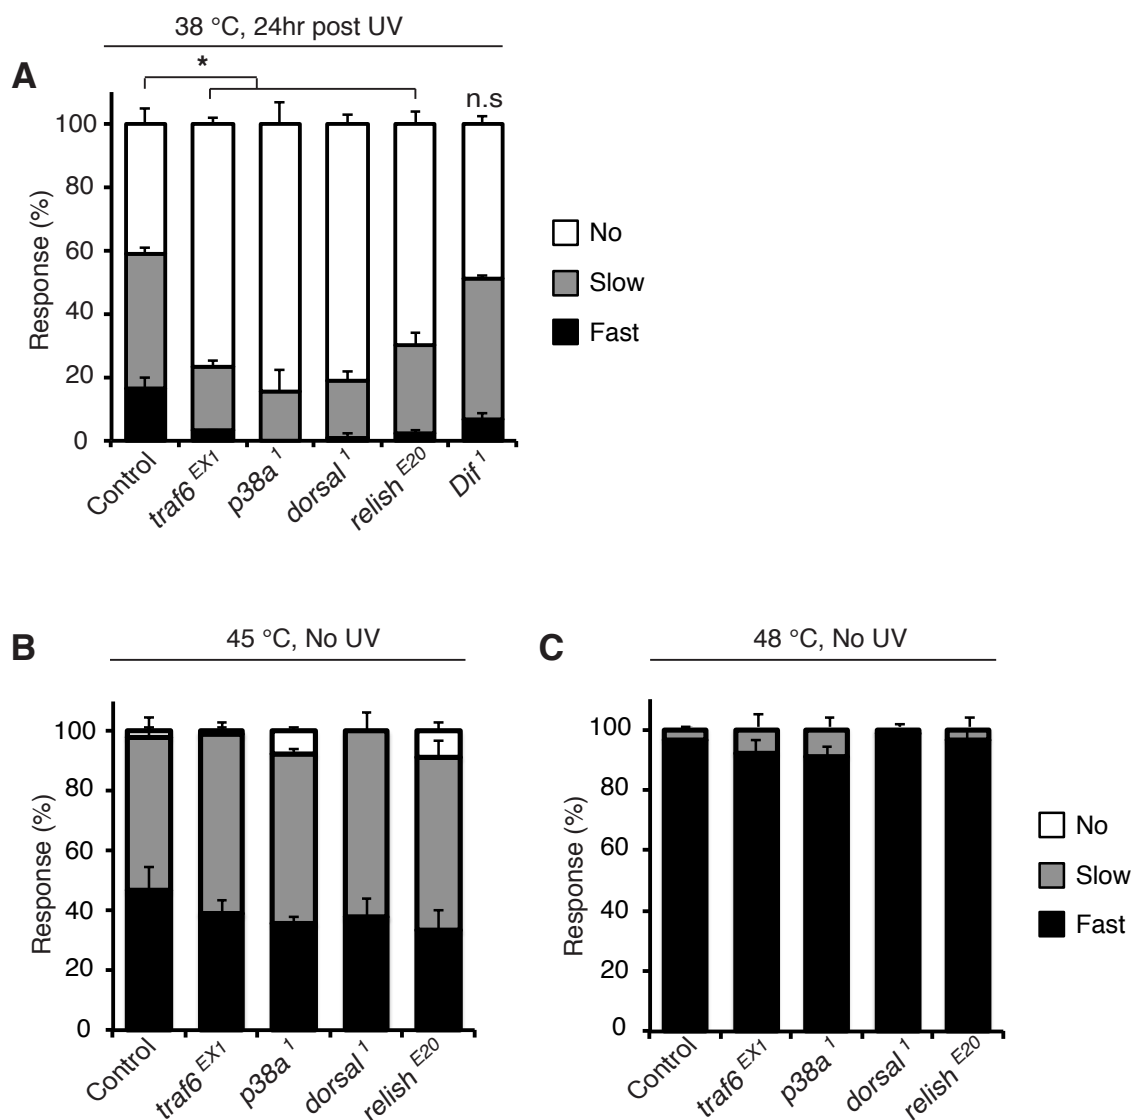 38 °C, 24hr post UV
A
*
n.s
Response (%)
100
80
60
40
20
0
Control
traf6 EX1
p38a 1
dorsal 1
relish E20
Dif 1
No
Slow
Fast
B
45 °C, No UV
Response (%)
100
80
60
40
20
0
Control
traf6 EX1
p38a 1
dorsal 1
relish E20
C
48 °C, No UV
Response (%)
100
80
60
40
20
0
Control
traf6 EX1
p38a 1
dorsal 1
relish E20
No
Slow
Fast